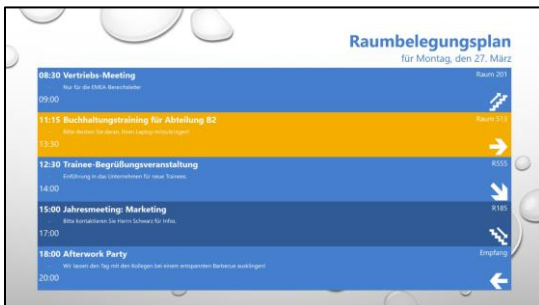 Raumbelegungsplan
für Montag, den 27. März
08:30 Vertriebs-Meeting Raum 201
- Nur für die EMEA-Bereichsleiter
09:00
11:15 Buchhaltungstraining für Abteilung B2 Raum 513
- Bitte denken Sie daran, Ihren Laptop mitzubringen!
13:30
12:30 Trainee-Begrüßungsveranstaltung R555
- Einführung in das Unternehmen für neue Trainees
14:00
15:00 Jahresmeeting: Marketing R185
- Bitte kontaktieren Sie Herrn Schwarz für Infos.
17:00
18:00 Afterwork Party Empfang
- Wir lassen den Tag mit den Kollegen bei einem entspannten Barbecue ausklingen!
20:00